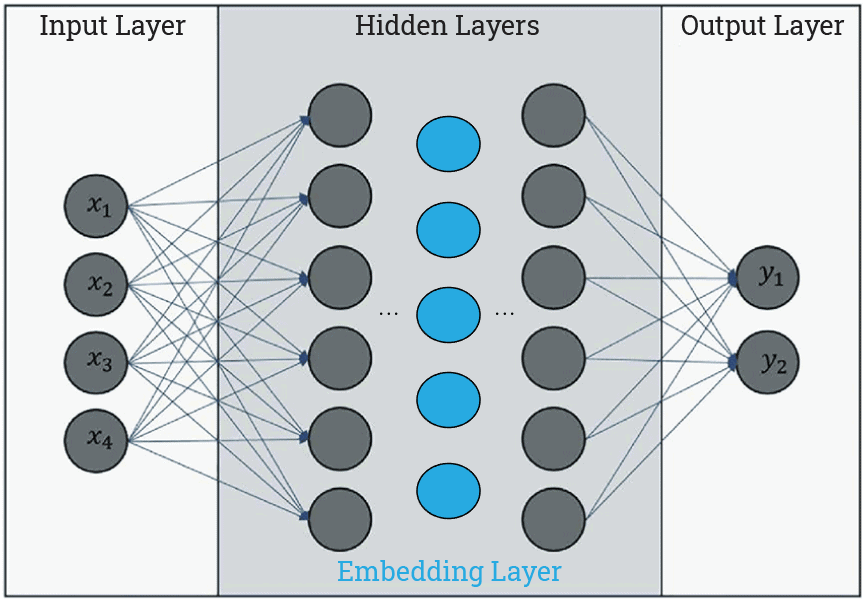 Input Layer
Hidden Layers
Output Layer
x₁
x₂
x₃
x₄
...
...
y₁
y₂
Embedding Layer